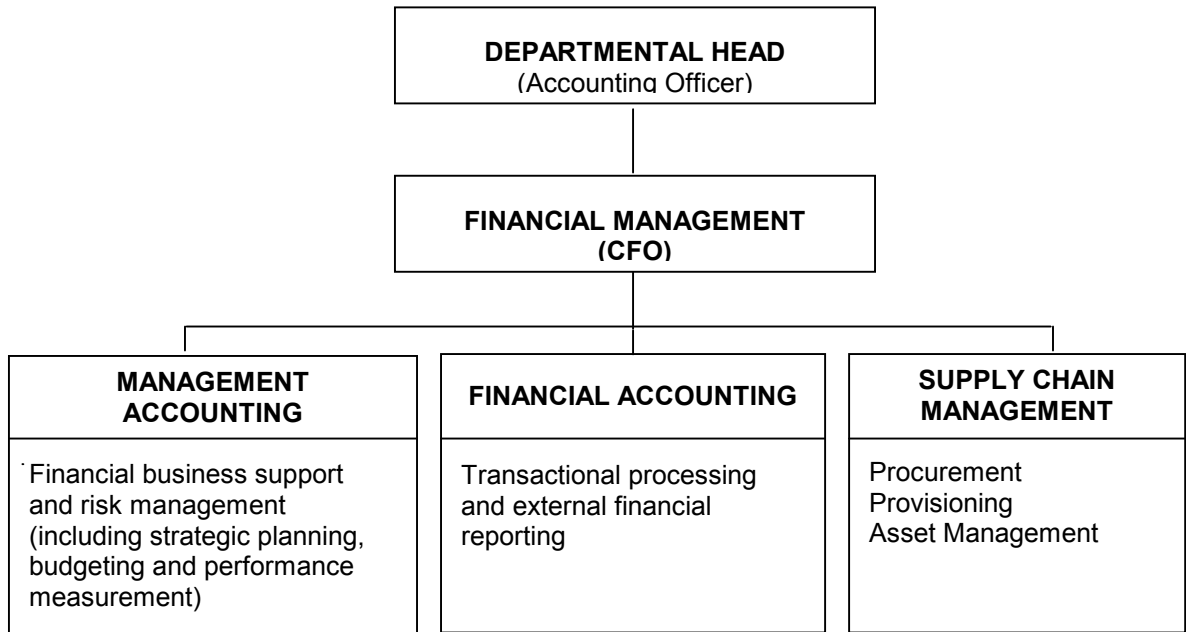 DEPARTMENTAL HEAD
(Accounting Officer)
FINANCIAL MANAGEMENT
(CFO)
MANAGEMENT
ACCOUNTING
Financial business support
and risk management
(including strategic planning,
budgeting and performance
measurement)
FINANCIAL ACCOUNTING
Transactional processing
and external financial
reporting
SUPPLY CHAIN
MANAGEMENT
Procurement
Provisioning
Asset Management